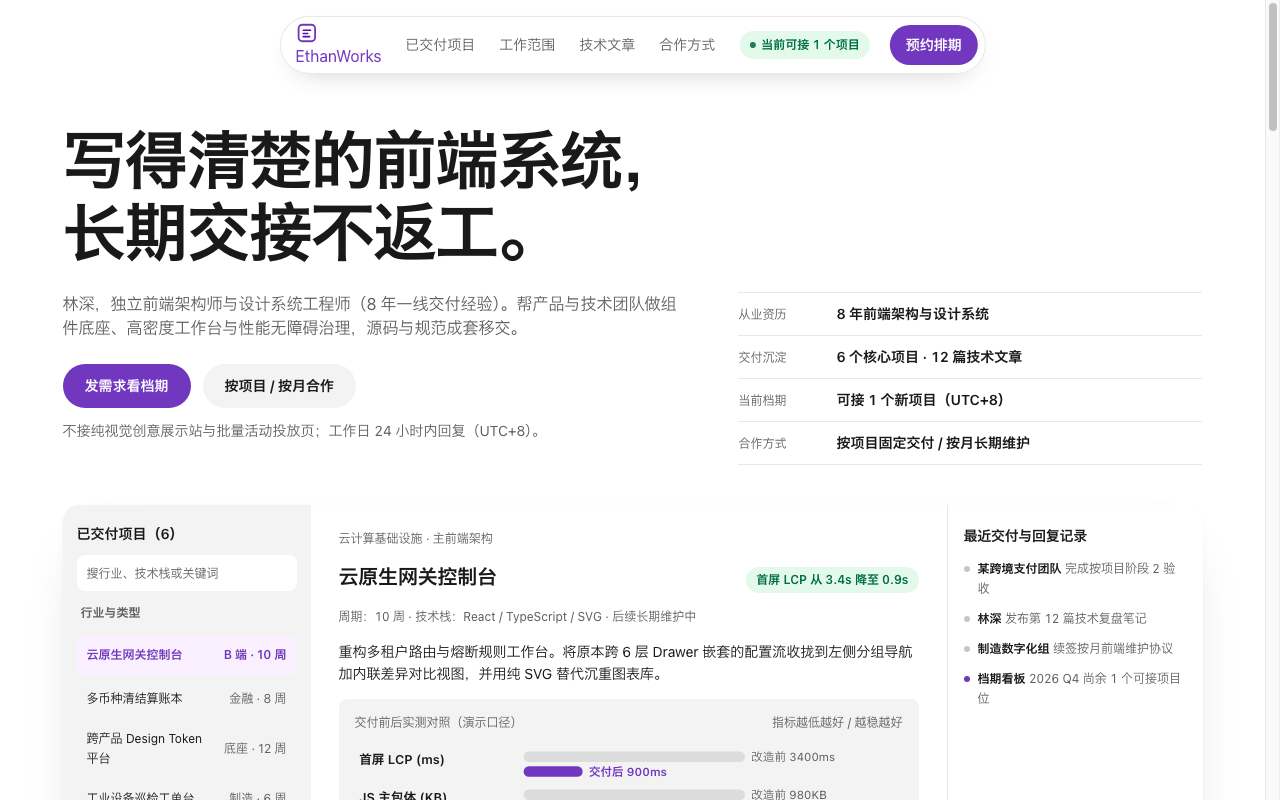 EthanWorks
已交付项目
工作范围
技术文章
合作方式
当前可接 1 个项目
预约排期
写得清楚的前端系统，
长期交接不返工。
林深，独立前端架构师与设计系统工程师（8 年一线交付经验）。帮产品与技术团队做组
件底座、高密度工作台与性能无障碍治理，源码与规范成套移交。
发需求看档期
按项目 / 按月合作
不接纯视觉创意展示站与批量活动投放页；工作日 24 小时内回复（UTC+8）。
从业资历 8 年前端架构与设计系统
交付沉淀 6 个核心项目 · 12 篇技术文章
当前档期 可接 1 个新项目（UTC+8）
合作方式 按项目固定交付 / 按月长期维护
已交付项目（6）
搜行业、技术栈或关键词
行业与类型
云原生网关控制台 B 端 · 10 周
多币种清结算账本 金融 · 8 周
跨产品 Design Token
平台
底座 · 12 周
工业设备巡检工单台 制造 · 6 周
云计算基础设施 · 主前端架构
云原生网关控制台
首屏 LCP 从 3.4s 降至 0.9s
周期：10 周 · 技术栈：React / TypeScript / SVG · 后续长期维护中
重构多租户路由与熔断规则工作台。将原本跨 6 层 Drawer 嵌套的配置流收拢到左侧分组导航
加内联差异对比视图，并用纯 SVG 替代沉重图表库。
交付前后实测对照（演示口径）
指标越低越好 / 越稳越好
首屏 LCP (ms)
改造前 3400ms
交付后 900ms
JS 主包体 (KB)
改造前 980KB
最近交付与回复记录
某跨境支付团队 完成按项目阶段 2 验
收
林深 发布第 12 篇技术复盘笔记
制造数字化组 续签按月前端维护协议
档期看板 2026 Q4 尚余 1 个可接项目
位